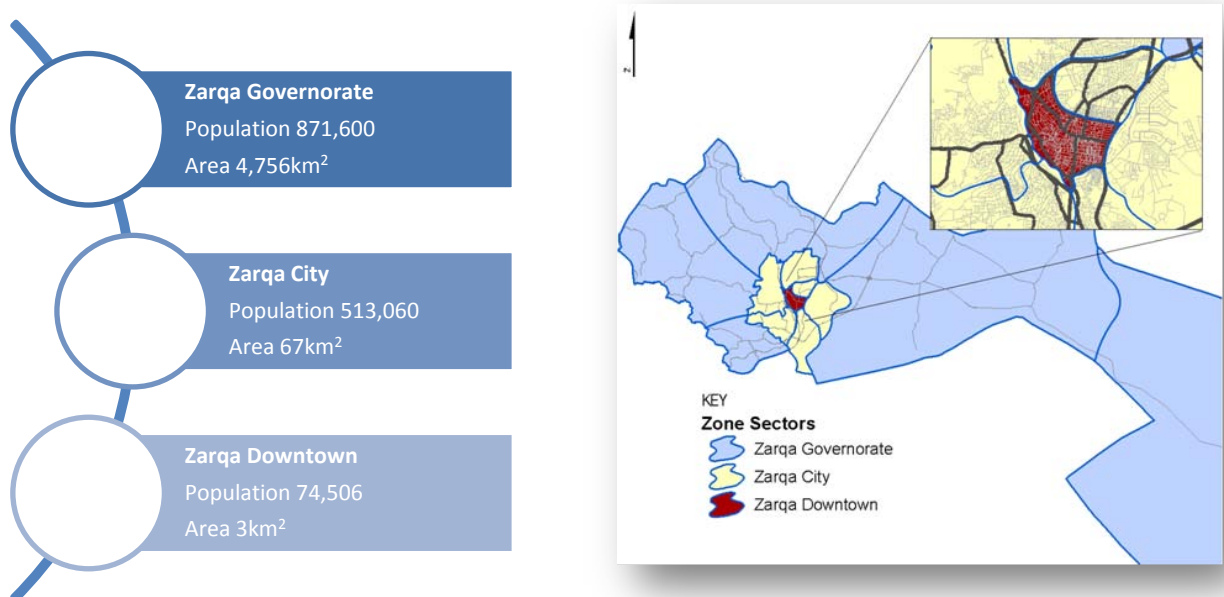 Zarqa Governorate
Population 871,600
Area 4,756km²
Zarqa City
Population 513,060
Area 67km²
Zarqa Downtown
Population 74,506
Area 3km²
N
KEY
Zone Sectors
Zarqa Governorate
Zarqa City
Zarqa Downtown